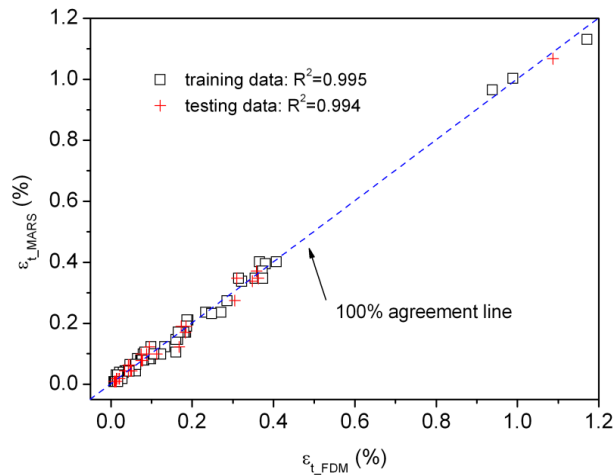 1.2
1.0
0.8
0.6
0.4
0.2
0.0
ε_t_MARS (%)
training data: R²=0.995
testing data: R²=0.994
100% agreement line
0.0 0.2 0.4 0.6 0.8 1.0 1.2
ε_t_FDM (%)